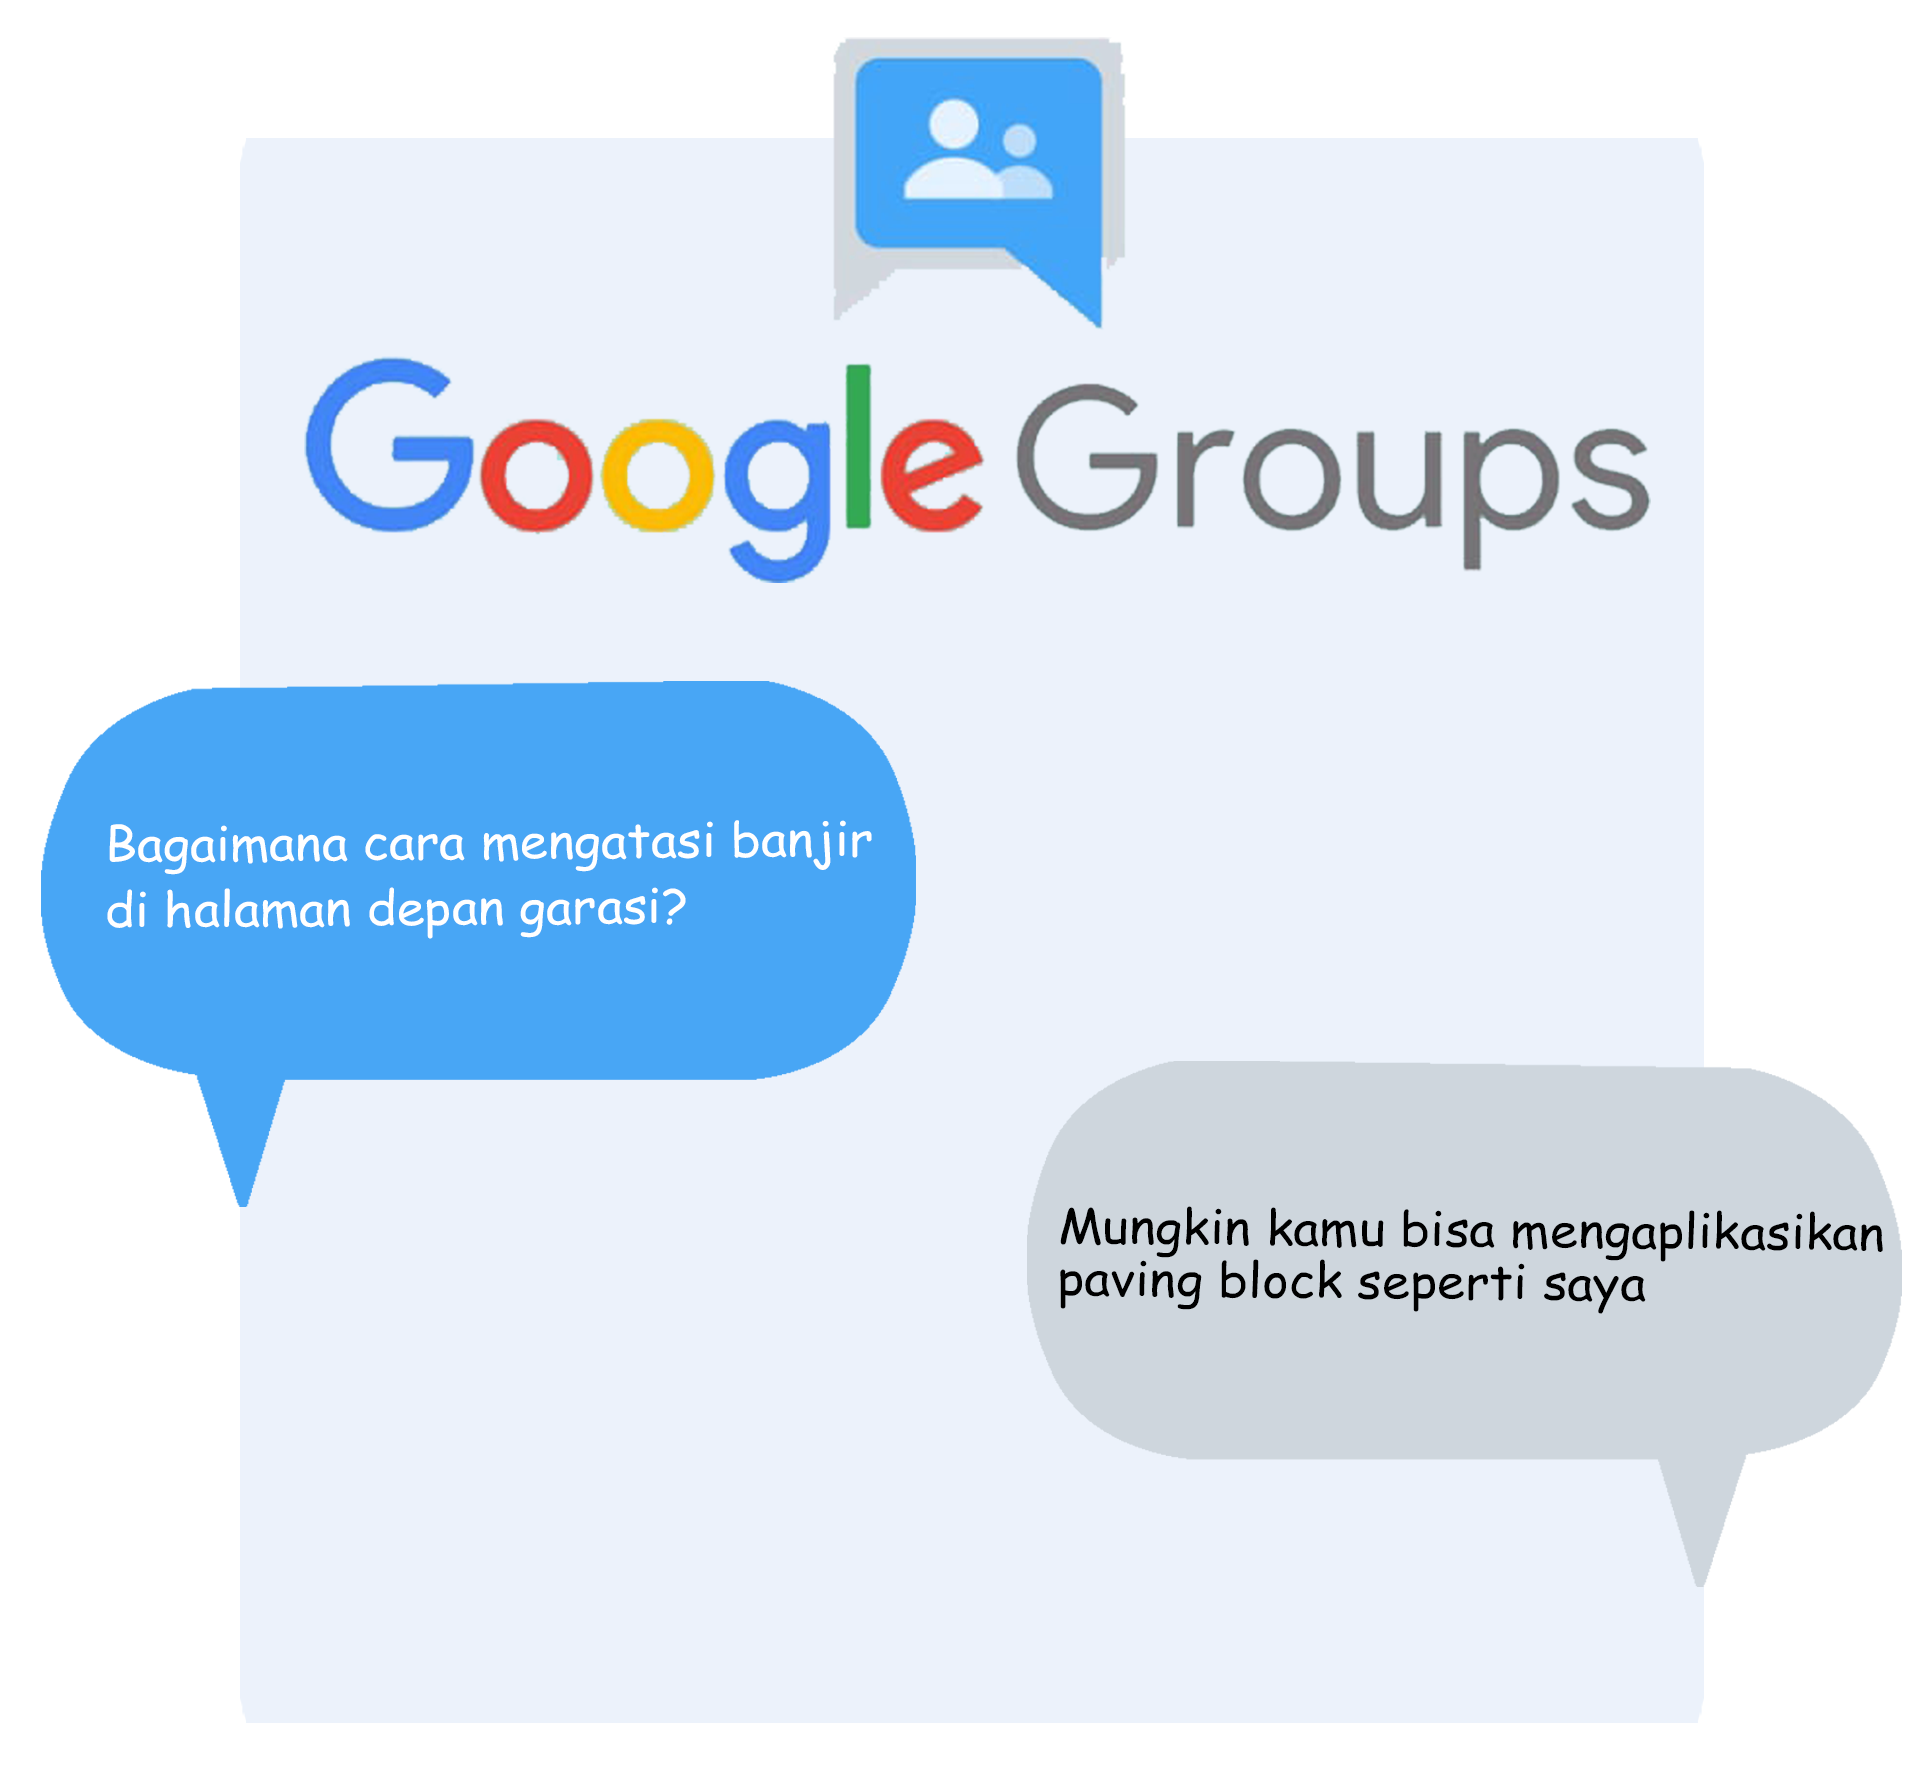 Google Groups
Bagaimana cara mengatasi banjir
di halaman depan garasi?
Mungkin kamu bisa mengaplikasikan
paving block seperti saya